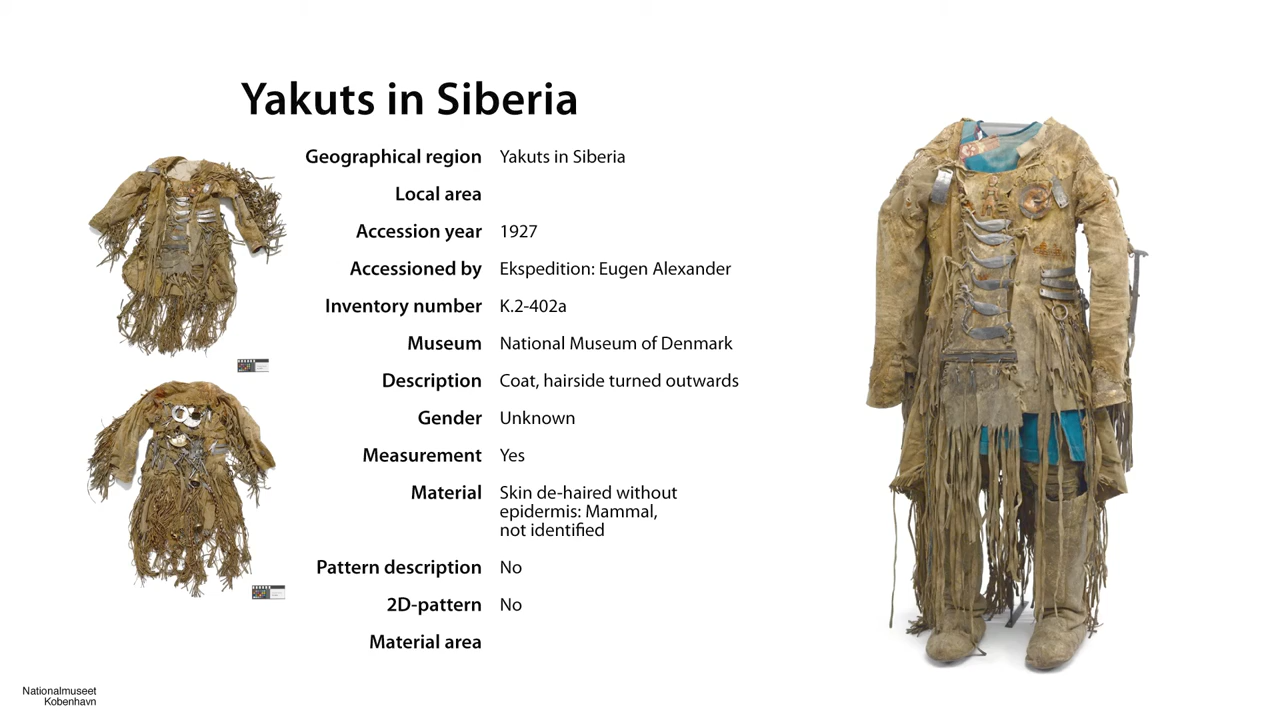 Yakuts in Siberia
Geographical region Yakuts in Siberia
Local area
Accession year 1927
Accessioned by Ekspedition: Eugen Alexander
Inventory number K.2-402a
Museum National Museum of Denmark
Description Coat, hairside turned outwards
Gender Unknown
Measurement Yes
Material Skin de-haired without
epidermis: Mammal,
not identified
Pattern description No
2D-pattern No
Material area
Nationalmuseet
Kobenhavn